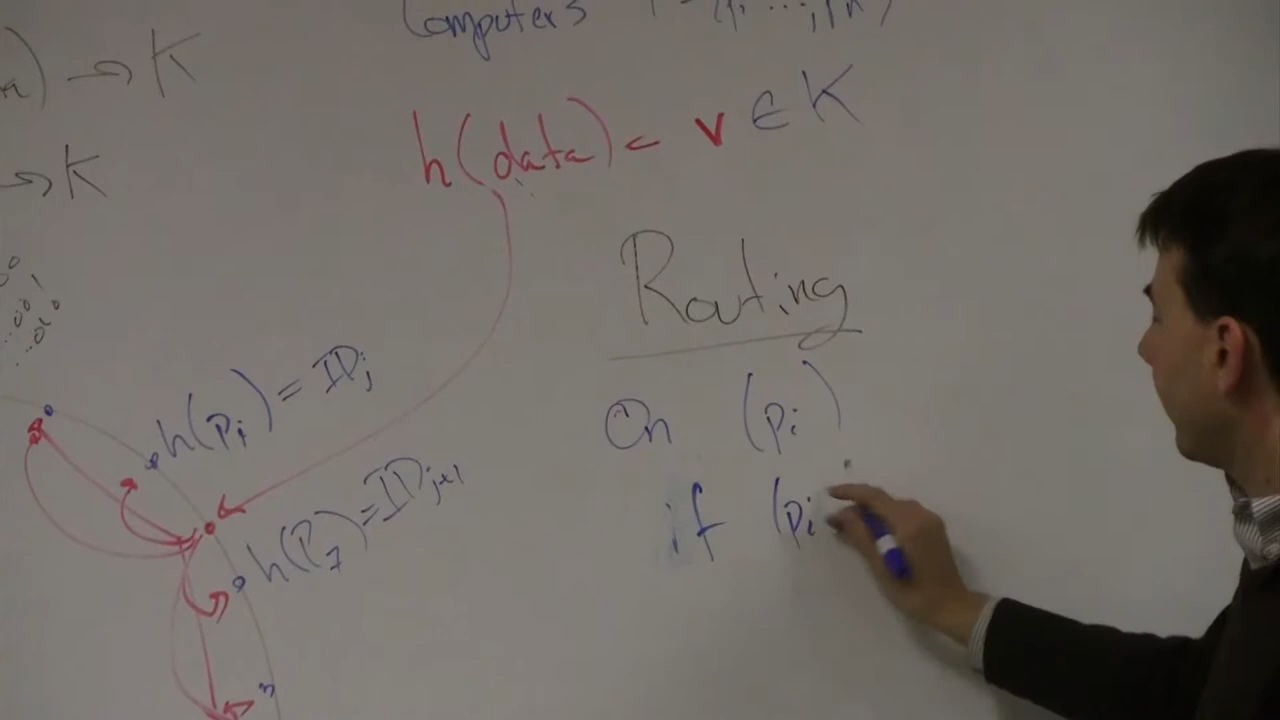 Computers
→ K
h(data) = v ∈ K
→ K
Routing
h(pi) = IDj
On (pi)
h(P7) = IDj+1
if (pi
n